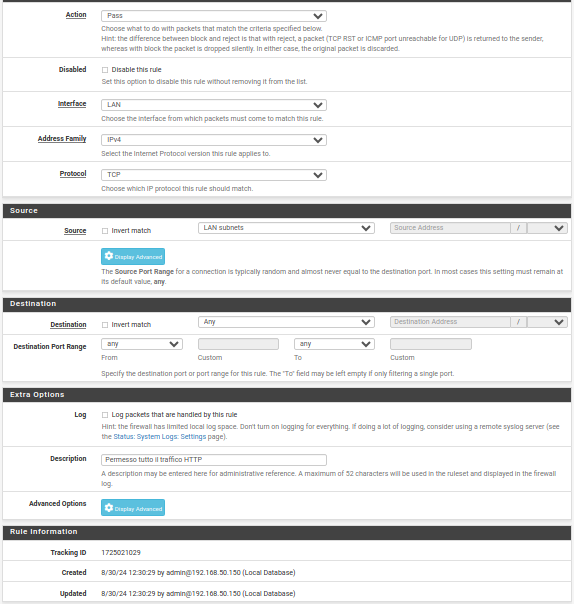 Action
Pass
Choose what to do with packets that match the criteria specified below.
Hint: the difference between block and reject is that with reject, a packet (TCP RST or ICMP port unreachable for UDP) is returned to the sender,
whereas with block the packet is dropped silently. In either case, the original packet is discarded.
Disabled
Disable this rule
Set this option to disable this rule without removing it from the list.
Interface
LAN
Choose the interface from which packets must come to match this rule.
Address Family
IPv4
Select the Internet Protocol version this rule applies to.
Protocol
TCP
Choose which IP protocol this rule should match.
Source
Source
Invert match
LAN subnets
Source Address
/
Display Advanced
The Source Port Range for a connection is typically random and almost never equal to the destination port. In most cases this setting must remain at
its default value, any.
Destination
Destination
Invert match
Any
Destination Address
/
Destination Port Range
any
any
From
Custom
To
Custom
Specify the destination port or port range for this rule. The "To" field may be left empty if only filtering a single port.
Extra Options
Log
Log packets that are handled by this rule
Hint: the firewall has limited local log space. Don't turn on logging for everything. If doing a lot of logging, consider using a remote syslog server (see
the Status: System Logs: Settings page).
Description
Permesso tutto il traffico HTTP
A description may be entered here for administrative reference. A maximum of 52 characters will be used in the ruleset and displayed in the firewall
log.
Advanced Options
Display Advanced
Rule Information
Tracking ID
1725021029
Created
8/30/24 12:30:29 by admin@192.168.50.150 (Local Database)
Updated
8/30/24 12:30:29 by admin@192.168.50.150 (Local Database)